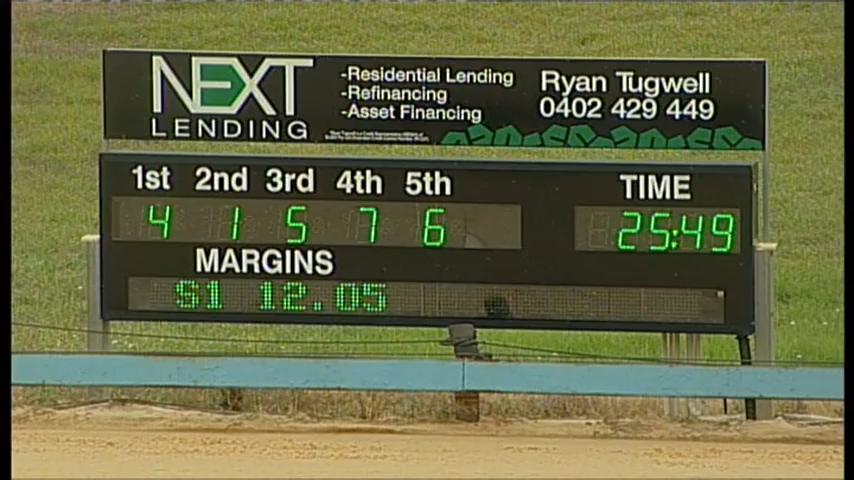 NEXT
LENDING
-Residential Lending
-Refinancing
-Asset Financing
Ryan Tugwell
0402 429 449
1st 2nd 3rd 4th 5th TIME
4 1 5 7 6 25:49
MARGINS
S1 12.05